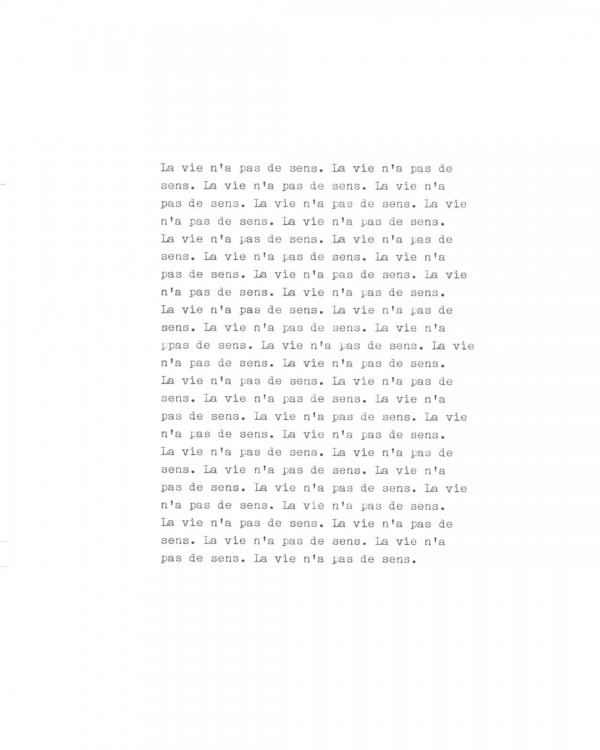 La vie n'a pas de sens. La vie n'a pas de
sens. La vie n'a pas de sens. La vie n'a
pas de sens. La vie n'a pas de sens. La vie
n'a pas de sens. La vie n'a pas de sens.
La vie n'a pas de sens. La vie n'a pas de
sens. La vie n'a pas de sens. La vie n'a
pas de sens. La vie n'a pas de sens. La vie
n'a pas de sens. La vie n'a pas de sens.
La vie n'a pas de sens. La vie n'a pas de
sens. La vie n'a pas de sens. La vie n'a
ppas de sens. La vie n'a pas de sens. La vie
n'a pas de sens. La vie n'a pas de sens.
La vie n'a pas de sens. La vie n'a pas de
sens. La vie n'a pas de sens. La vie n'a
pas de sens. La vie n'a pas de sens. La vie
n'a pas de sens. La vie n'a pas de sens.
La vie n'a pas de sens. La vie n'a pas de
sens. La vie n'a pas de sens. La vie n'a
pas de sens. La vie n'a pas de sens. La vie
n'a pas de sens. La vie n'a pas de sens.
La vie n'a pas de sens. La vie n'a pas de
sens. La vie n'a pas de sens. La vie n'a
pas de sens. La vie n'a pas de sens.